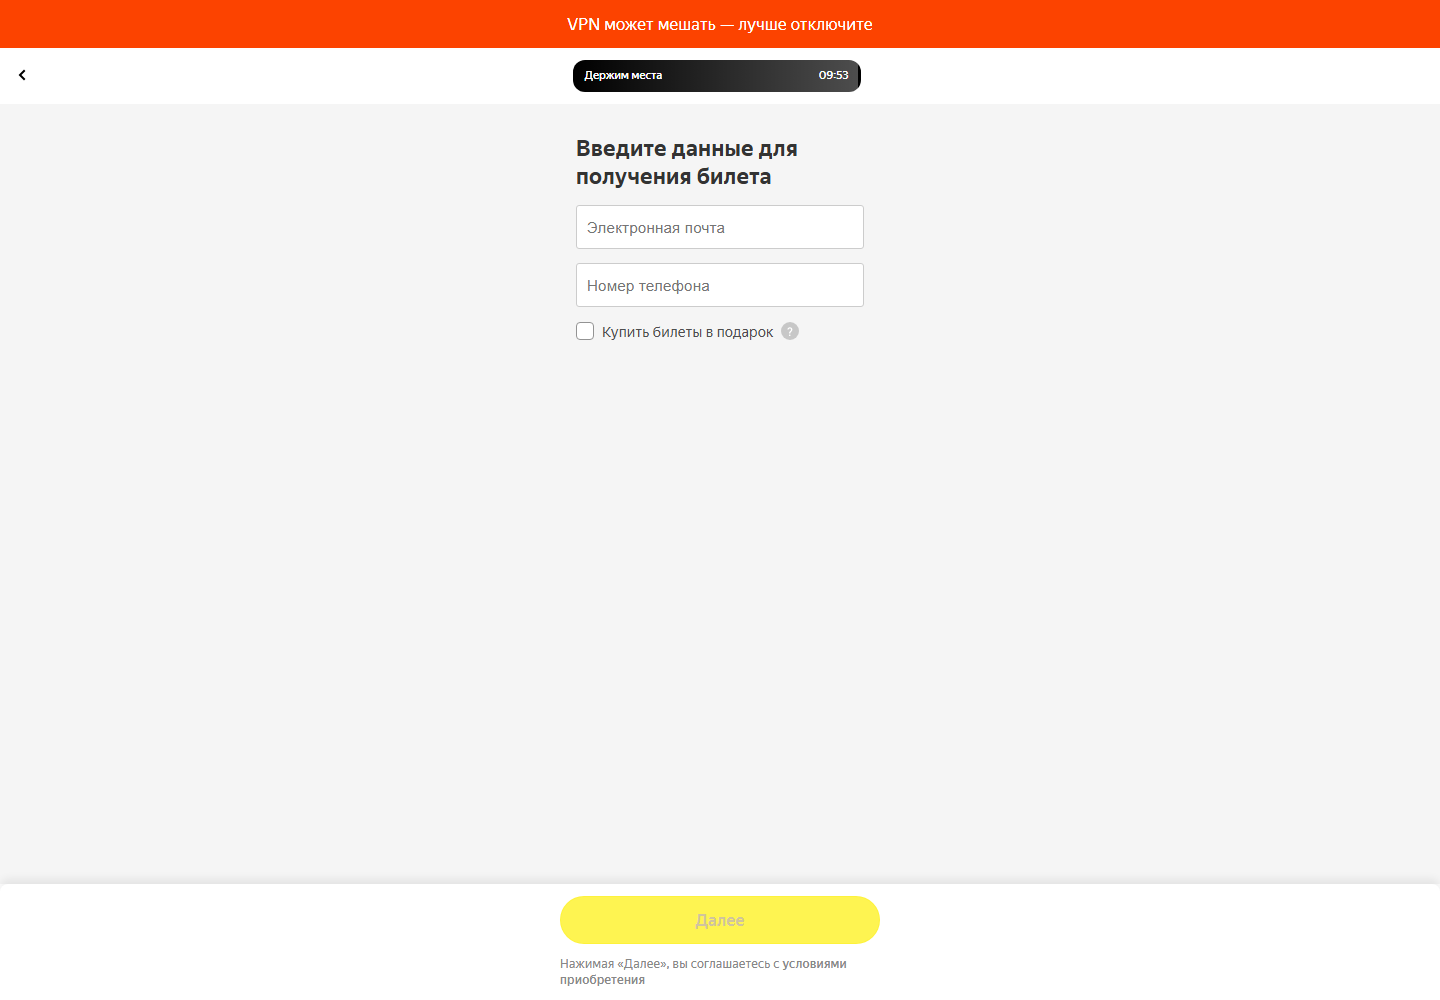 VPN может мешать — лучше отключите
Держим места 09:53
Введите данные для
получения билета
Электронная почта
Номер телефона
Купить билеты в подарок ?
Далее
Нажимая «Далее», вы соглашаетесь с условиями
приобретения